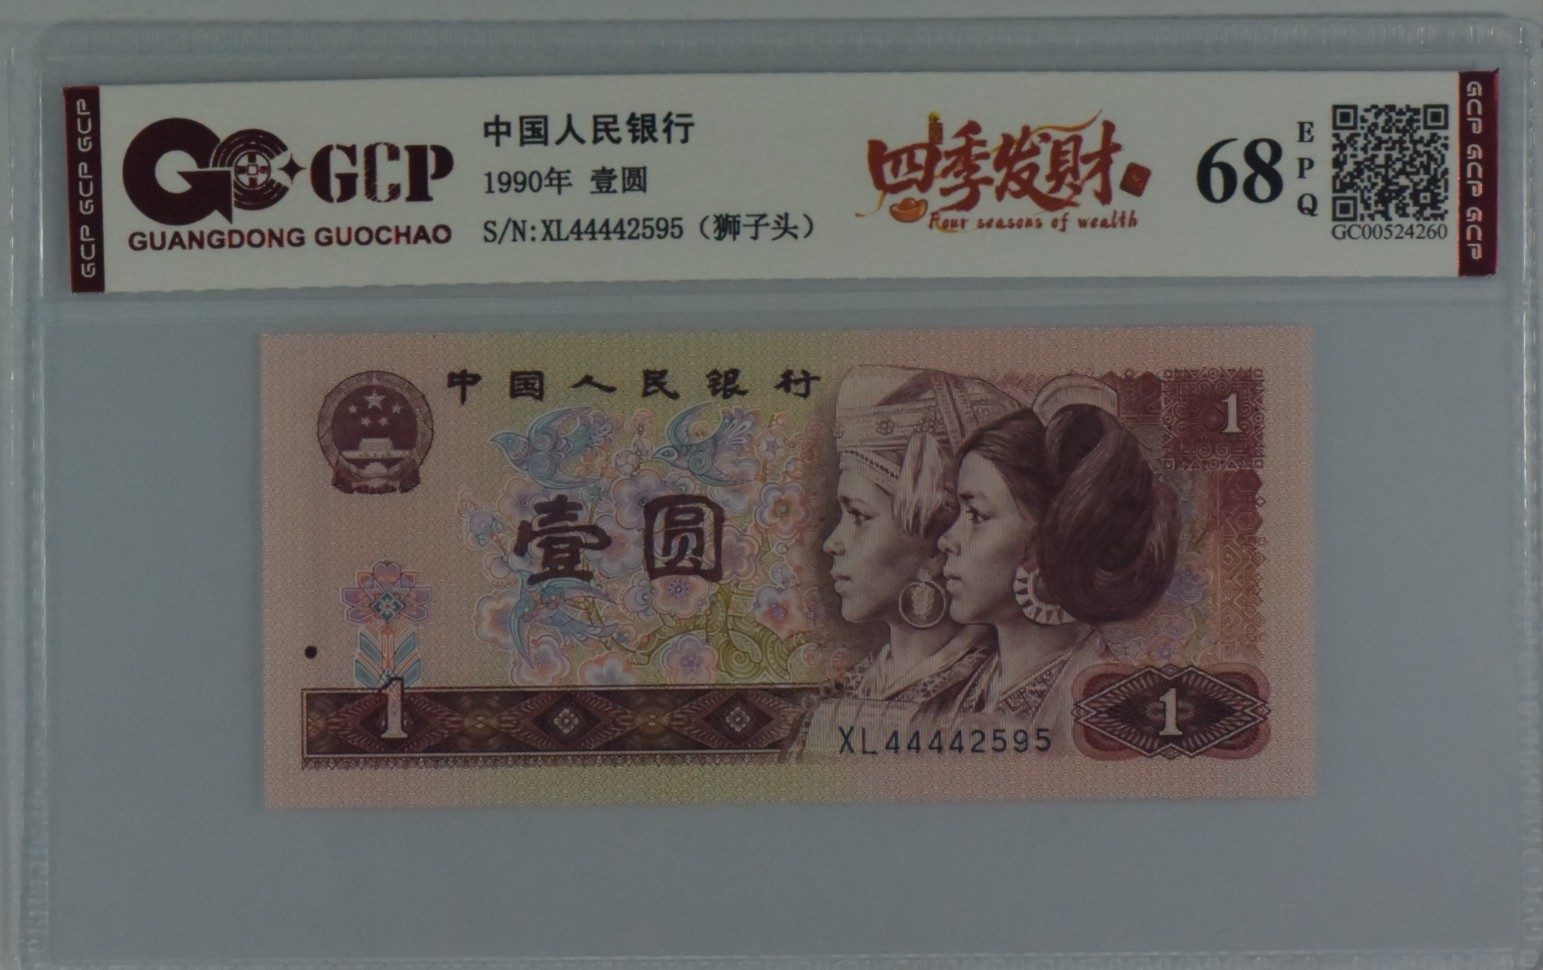 GCP GCP GCP
GCP
GUANGDONG GUOCHAO
中国人民银行
1990年 壹圆
S/N:XL44442595（狮子头）
四季发财
Four seasons of wealth
68
EPQ
GC00524260
GCP GCP GCP
中国人民银行
1
壹圆
1
1
XL44442595